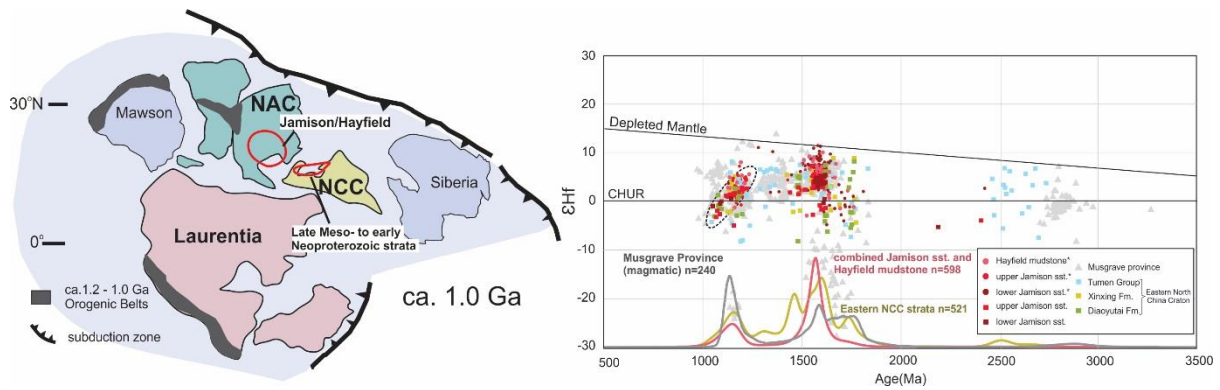 30°N
Mawson
NAC
Jamison/Hayfield
NCC
Siberia
Late Meso- to early
Neoproterozoic strata
0°
Laurentia
ca.1.2 - 1.0 Ga
Orogenic Belts
subduction zone
ca. 1.0 Ga
30
20
Depleted Mantle
10
εHf
CHUR
0
-10
-20
-30
Musgrave Province
(magmatic) n=240
combined Jamison sst. and
Hayfield mudstone n=598
Eastern NCC strata n=521
Hayfield mudstone*
upper Jamison sst.*
lower Jamison sst.*
upper Jamison sst.
lower Jamison sst.
Musgrave province
Tumen Group
Xinxing Fm.
Diaoyutai Fm.
Eastern North
China Craton
500
1000
1500
2000
2500
3000
3500
Age(Ma)